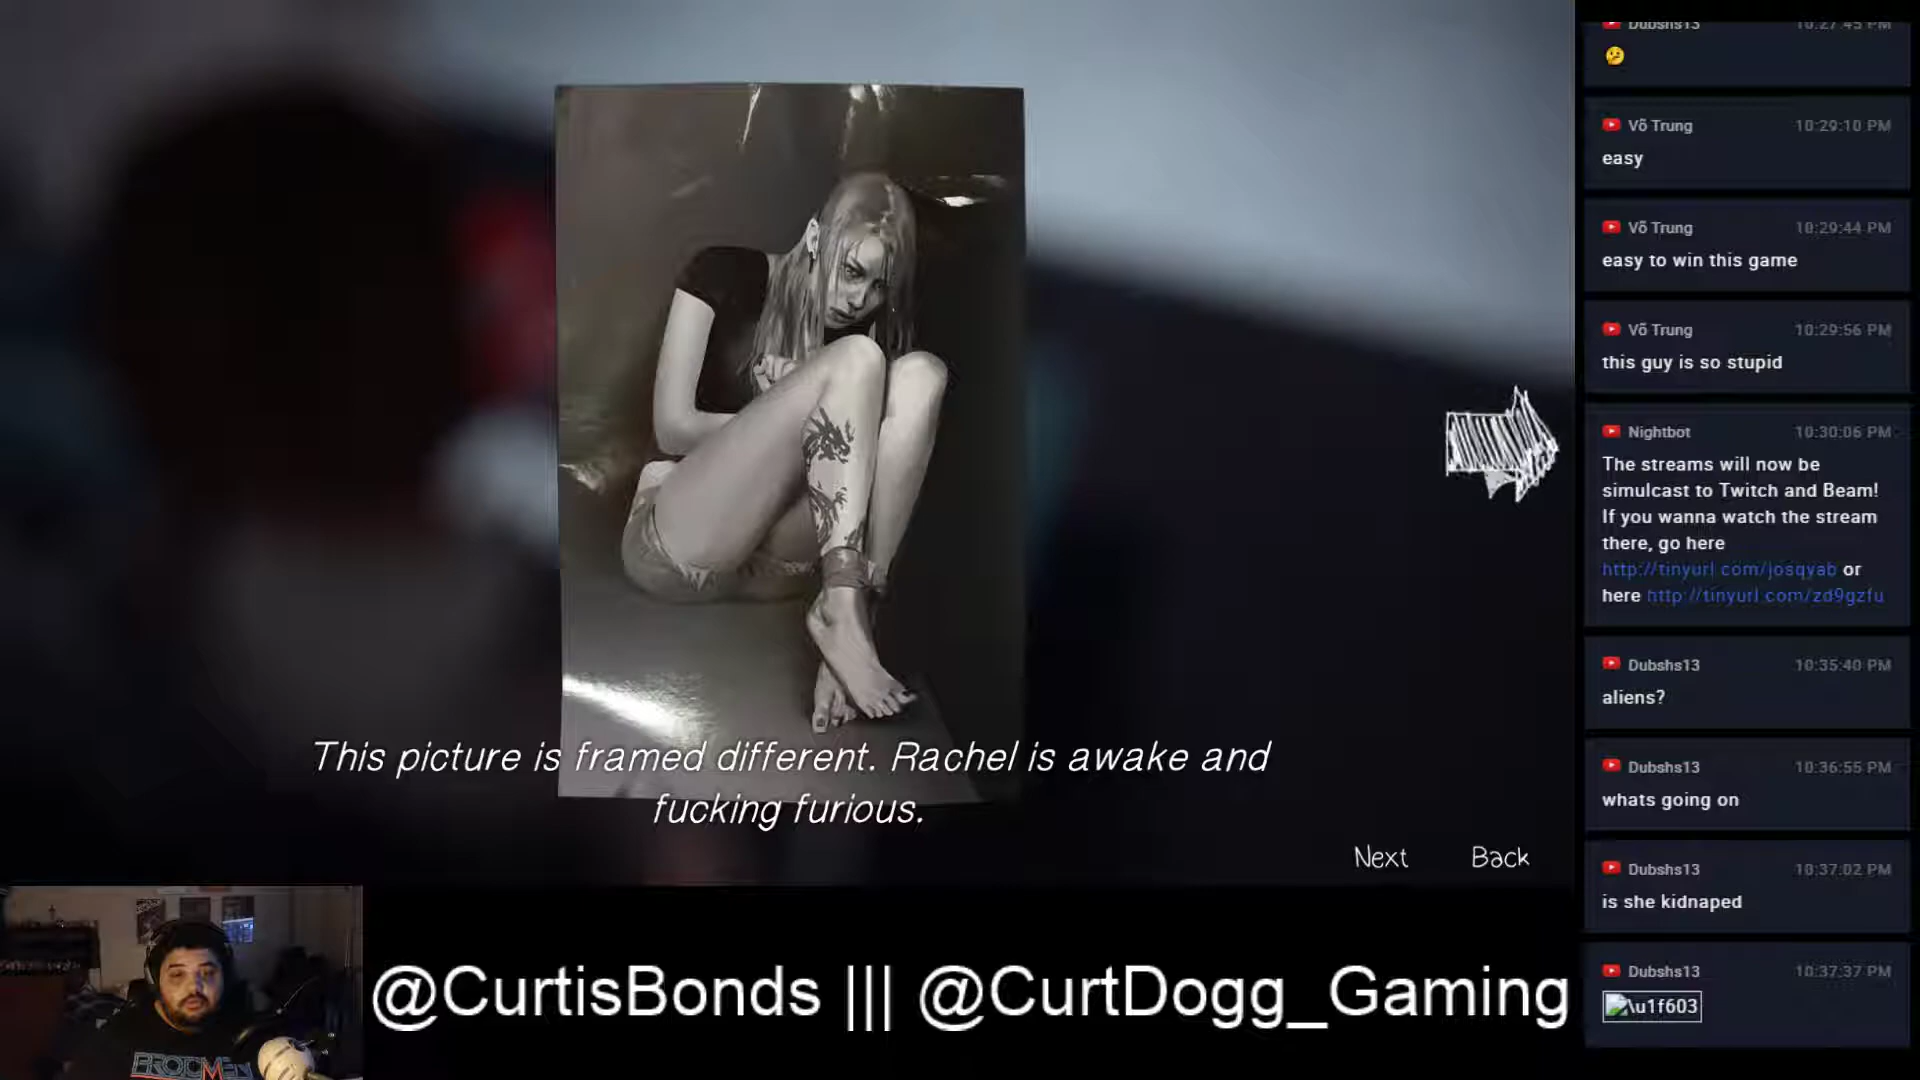 This picture is framed different. Rachel is awake and
fucking furious.
Next Back
@CurtisBonds ||| @CurtDogg_Gaming
PROTOMEN
Dubshs13 10:27:45 PM
Võ Trung 10:29:10 PM
easy
Võ Trung 10:29:44 PM
easy to win this game
Võ Trung 10:29:56 PM
this guy is so stupid
Nightbot 10:30:06 PM
The streams will now be
simulcast to Twitch and Beam!
If you wanna watch the stream
there, go here
http://tinyurl.com/josqyab or
here http://tinyurl.com/zd9gzfu
Dubshs13 10:35:40 PM
aliens?
Dubshs13 10:36:55 PM
whats going on
Dubshs13 10:37:02 PM
is she kidnaped
Dubshs13 10:37:37 PM
\u1f603